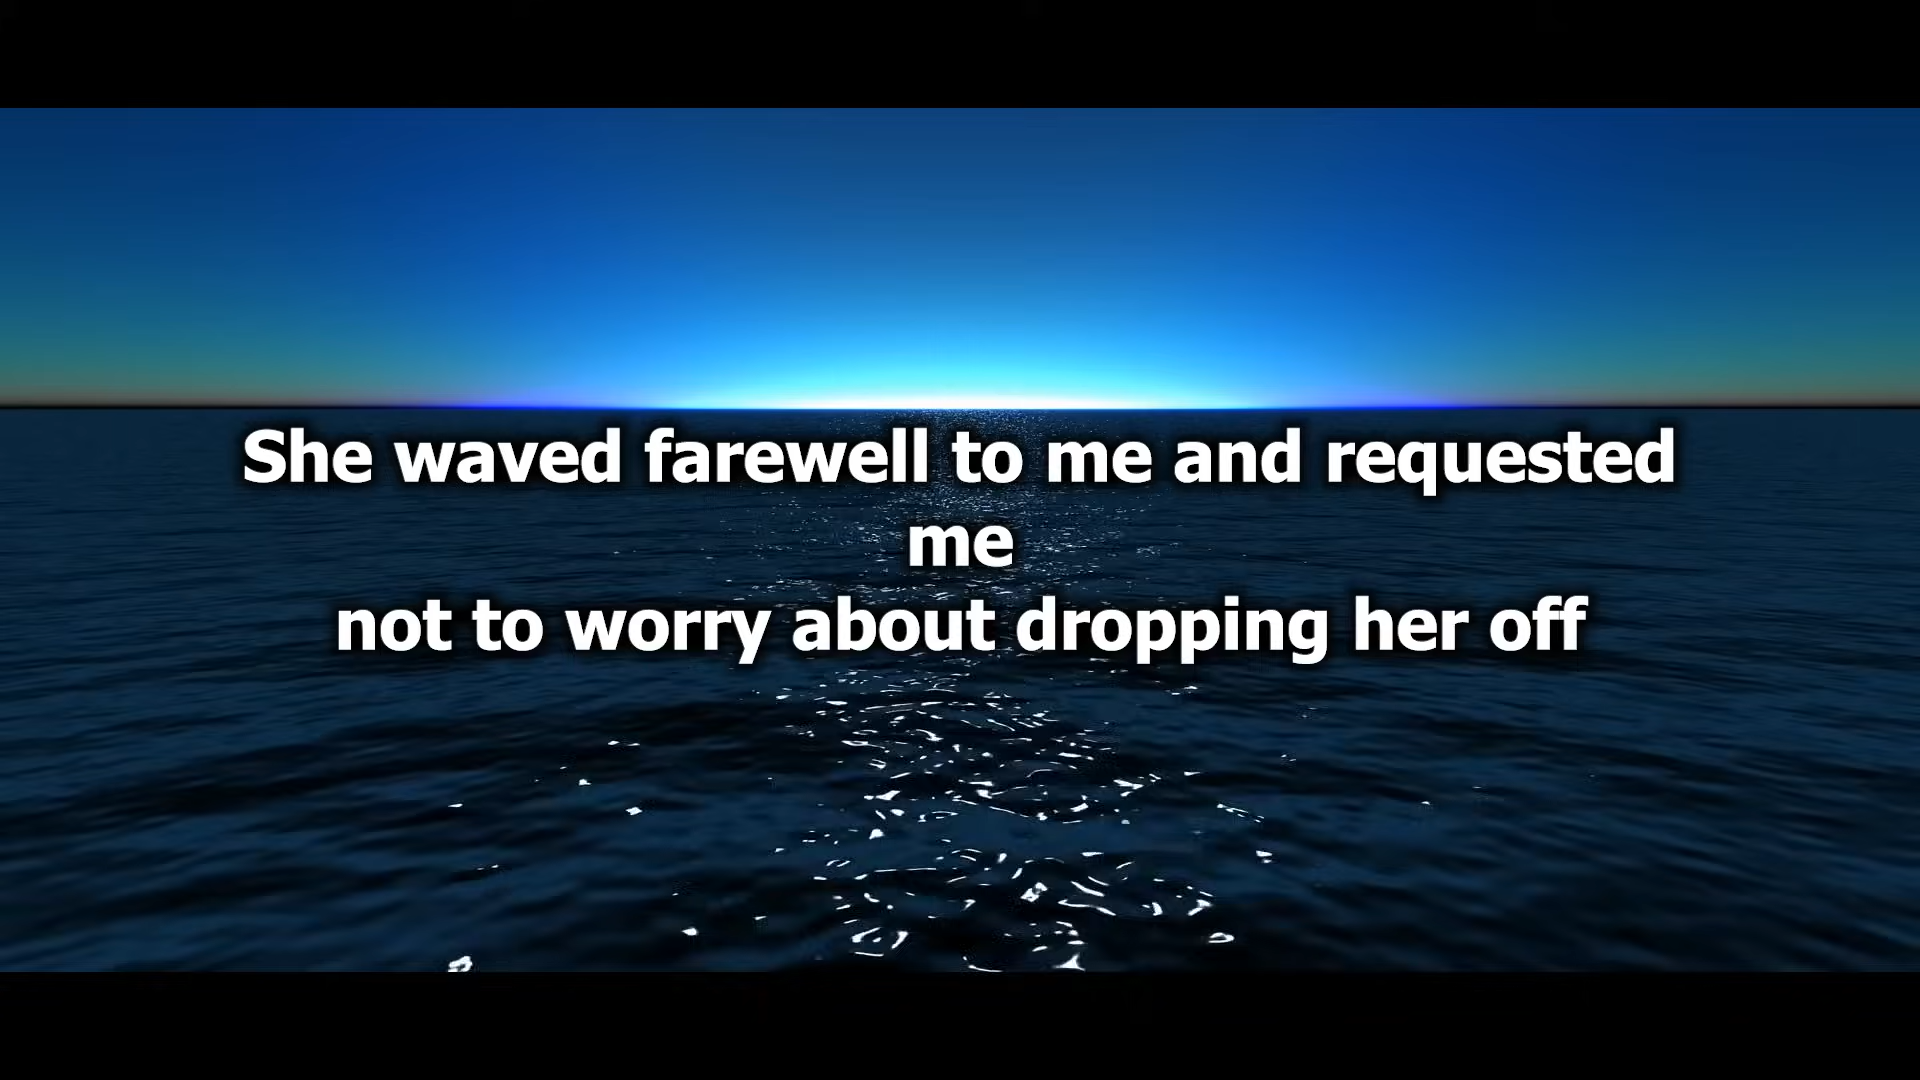 She waved farewell to me and requested
me
not to worry about dropping her off